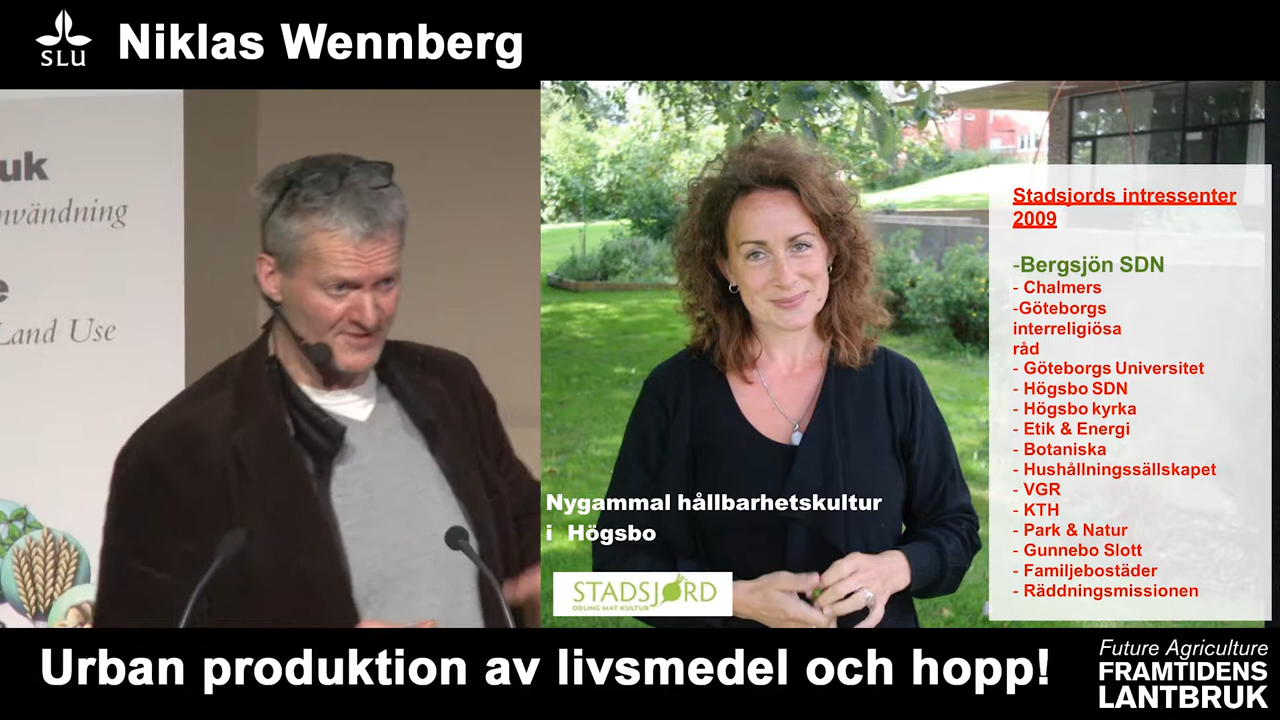 SLU
Niklas Wennberg
uk
nvändning
e
Land Use
Stadsjords intressenter
2009
-Bergsjön SDN
- Chalmers
-Göteborgs
interreligiösa
råd
- Göteborgs Universitet
- Högsbo SDN
- Högsbo kyrka
- Etik & Energi
- Botaniska
- Hushållningssällskapet
- VGR
- KTH
- Park & Natur
- Gunnebo Slott
- Familjebostäder
- Räddningsmissionen
Nygammal hållbarhetskultur
i Högsbo
STADSJORD
ODLING MAT KULTUR
Urban produktion av livsmedel och hopp!
Future Agriculture
FRAMTIDENS
LANTBRUK